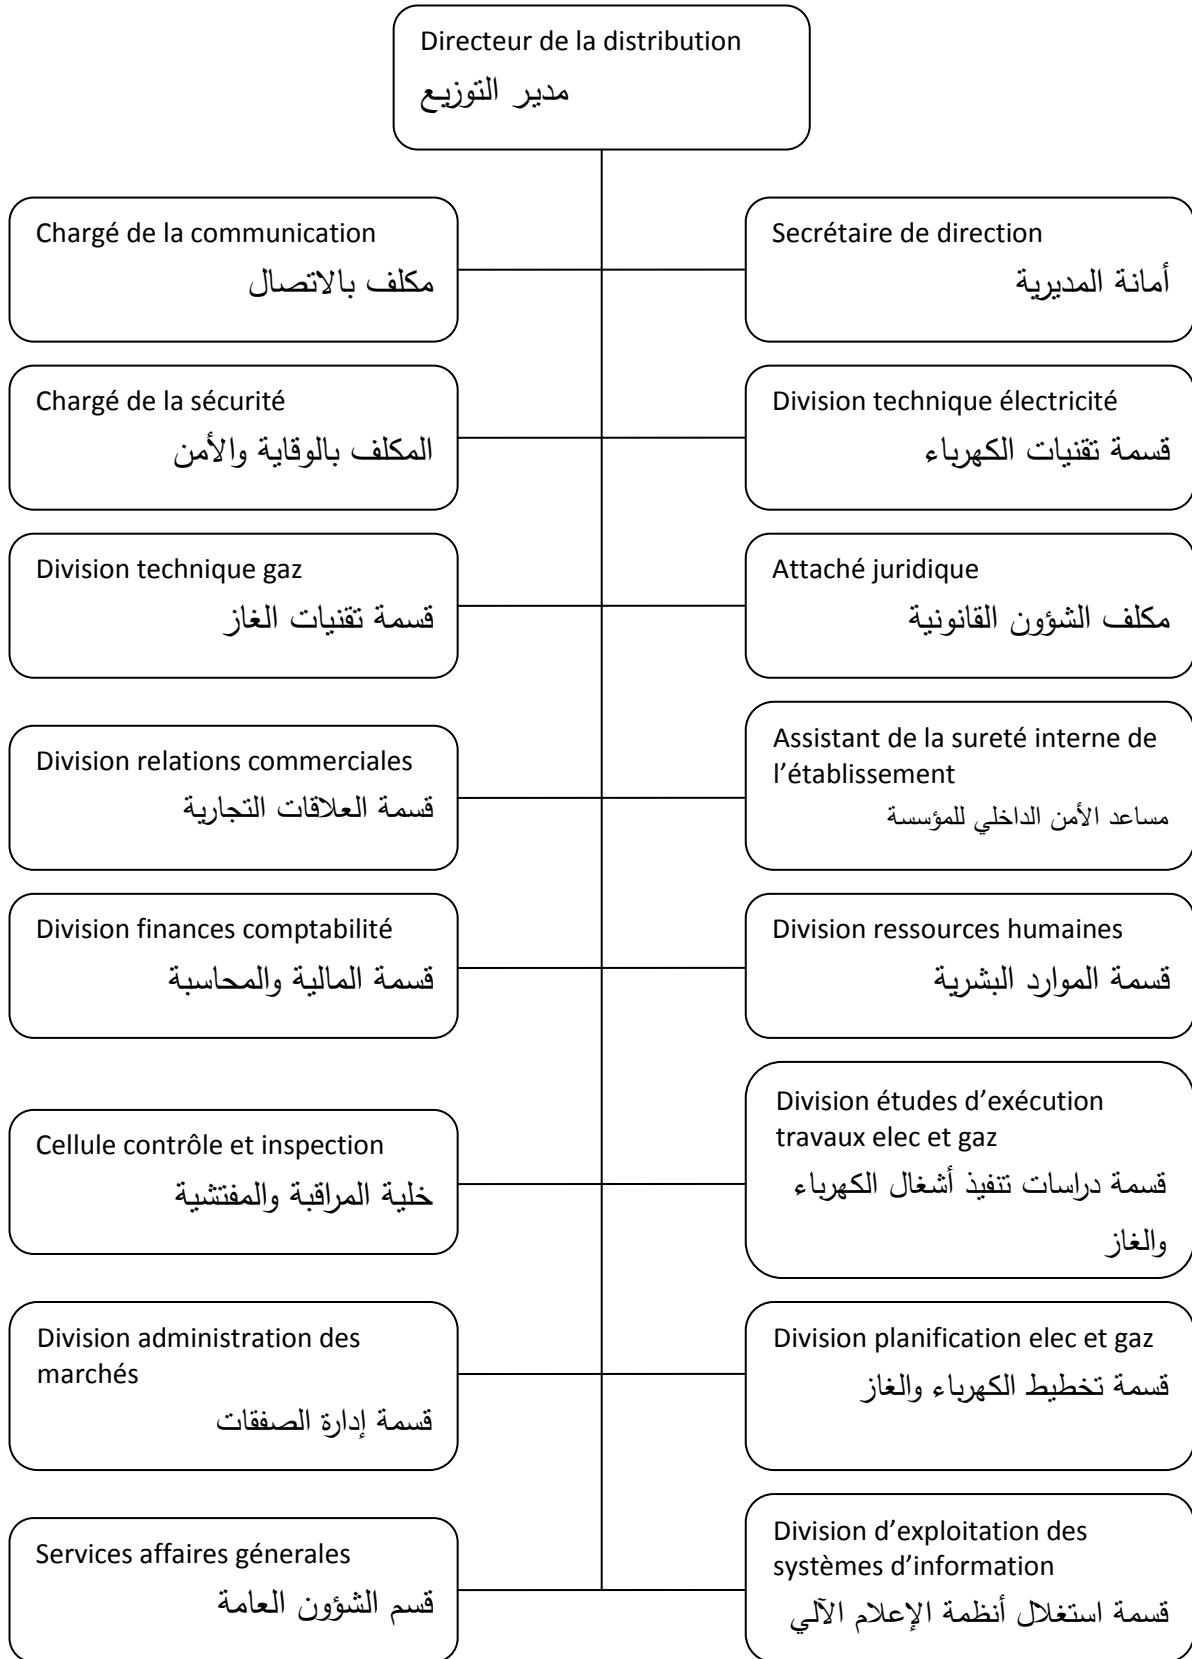 Directeur de la distribution
مدير التوزيع
Chargé de la communication
مكلف بالاتصال
Secrétaire de direction
أمانة المديرية
Chargé de la sécurité
المكلف بالوقاية والأمن
Division technique électricité
قسمة تقنيات الكهرباء
Division technique gaz
قسمة تقنيات الغاز
Attaché juridique
مكلف الشؤون القانونية
Division relations commerciales
قسمة العلاقات التجارية
Assistant de la sureté interne de
l’établissement
مساعد الأمن الداخلي للمؤسسة
Division finances comptabilité
قسمة المالية والمحاسبة
Division ressources humaines
قسمة الموارد البشرية
Cellule contrôle et inspection
خلية المراقبة والمفتشية
Division études d’exécution
travaux elec et gaz
قسمة دراسات تنفيذ أشغال الكهرباء
والغاز
Division administration des
marchés
قسمة إدارة الصفقات
Division planification elec et gaz
قسمة تخطيط الكهرباء والغاز
Services affaires génerales
قسم الشؤون العامة
Division d’exploitation des
systèmes d’information
قسمة استغلال أنظمة الإعلام الآلي